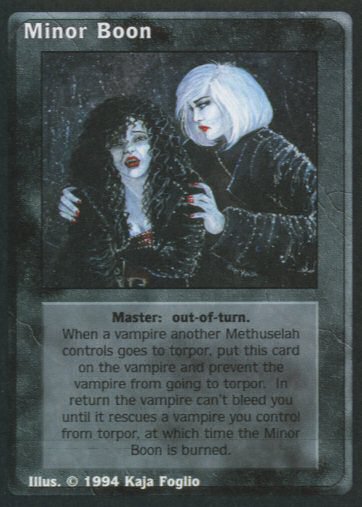 Minor Boon
Master: out-of-turn.
When a vampire another Methuselah
controls goes to torpor, put this card
on the vampire and prevent the
vampire from going to torpor. In
return the vampire can't bleed you
until it rescues a vampire you control
from torpor, at which time the Minor
Boon is burned.
Illus. © 1994 Kaja Foglio